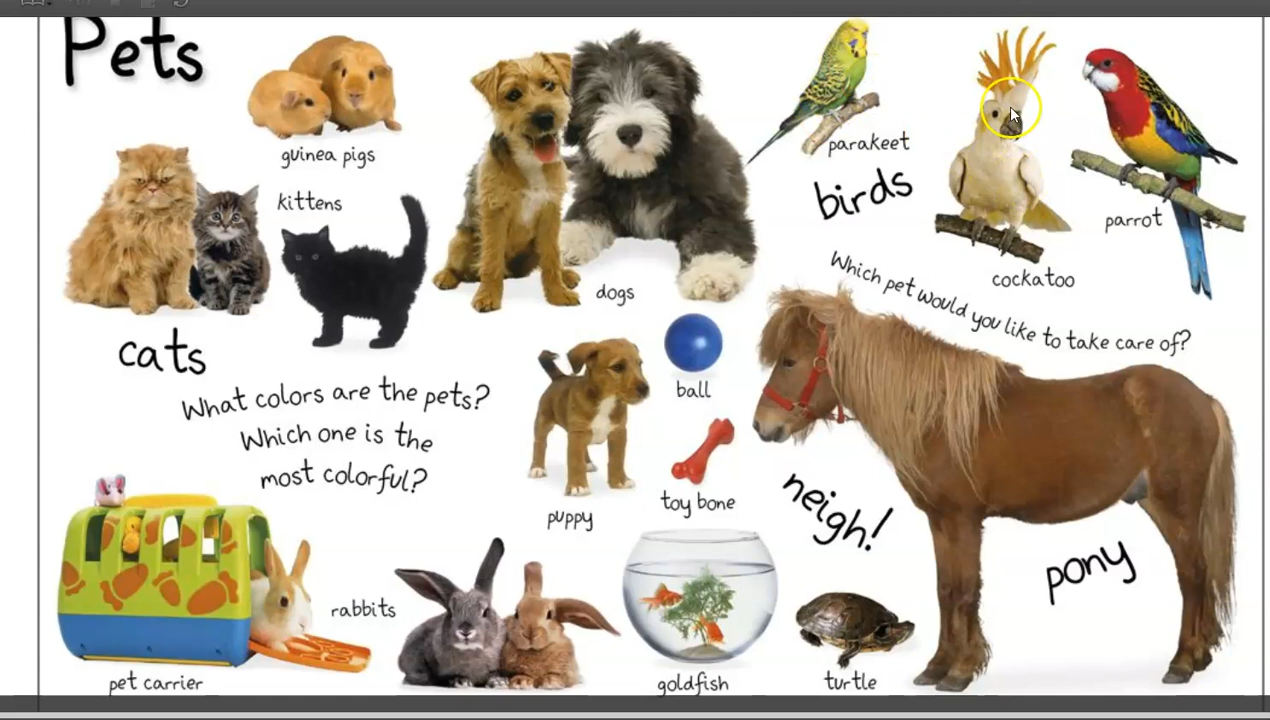 Pets
guinea pigs
kittens
cats
dogs
parakeet
birds
cockatoo
parrot
Which pet would you like to take care of?
What colors are the pets?
Which one is the
most colorful?
puppy
ball
toy bone
neigh!
pony
pet carrier
rabbits
goldfish
turtle